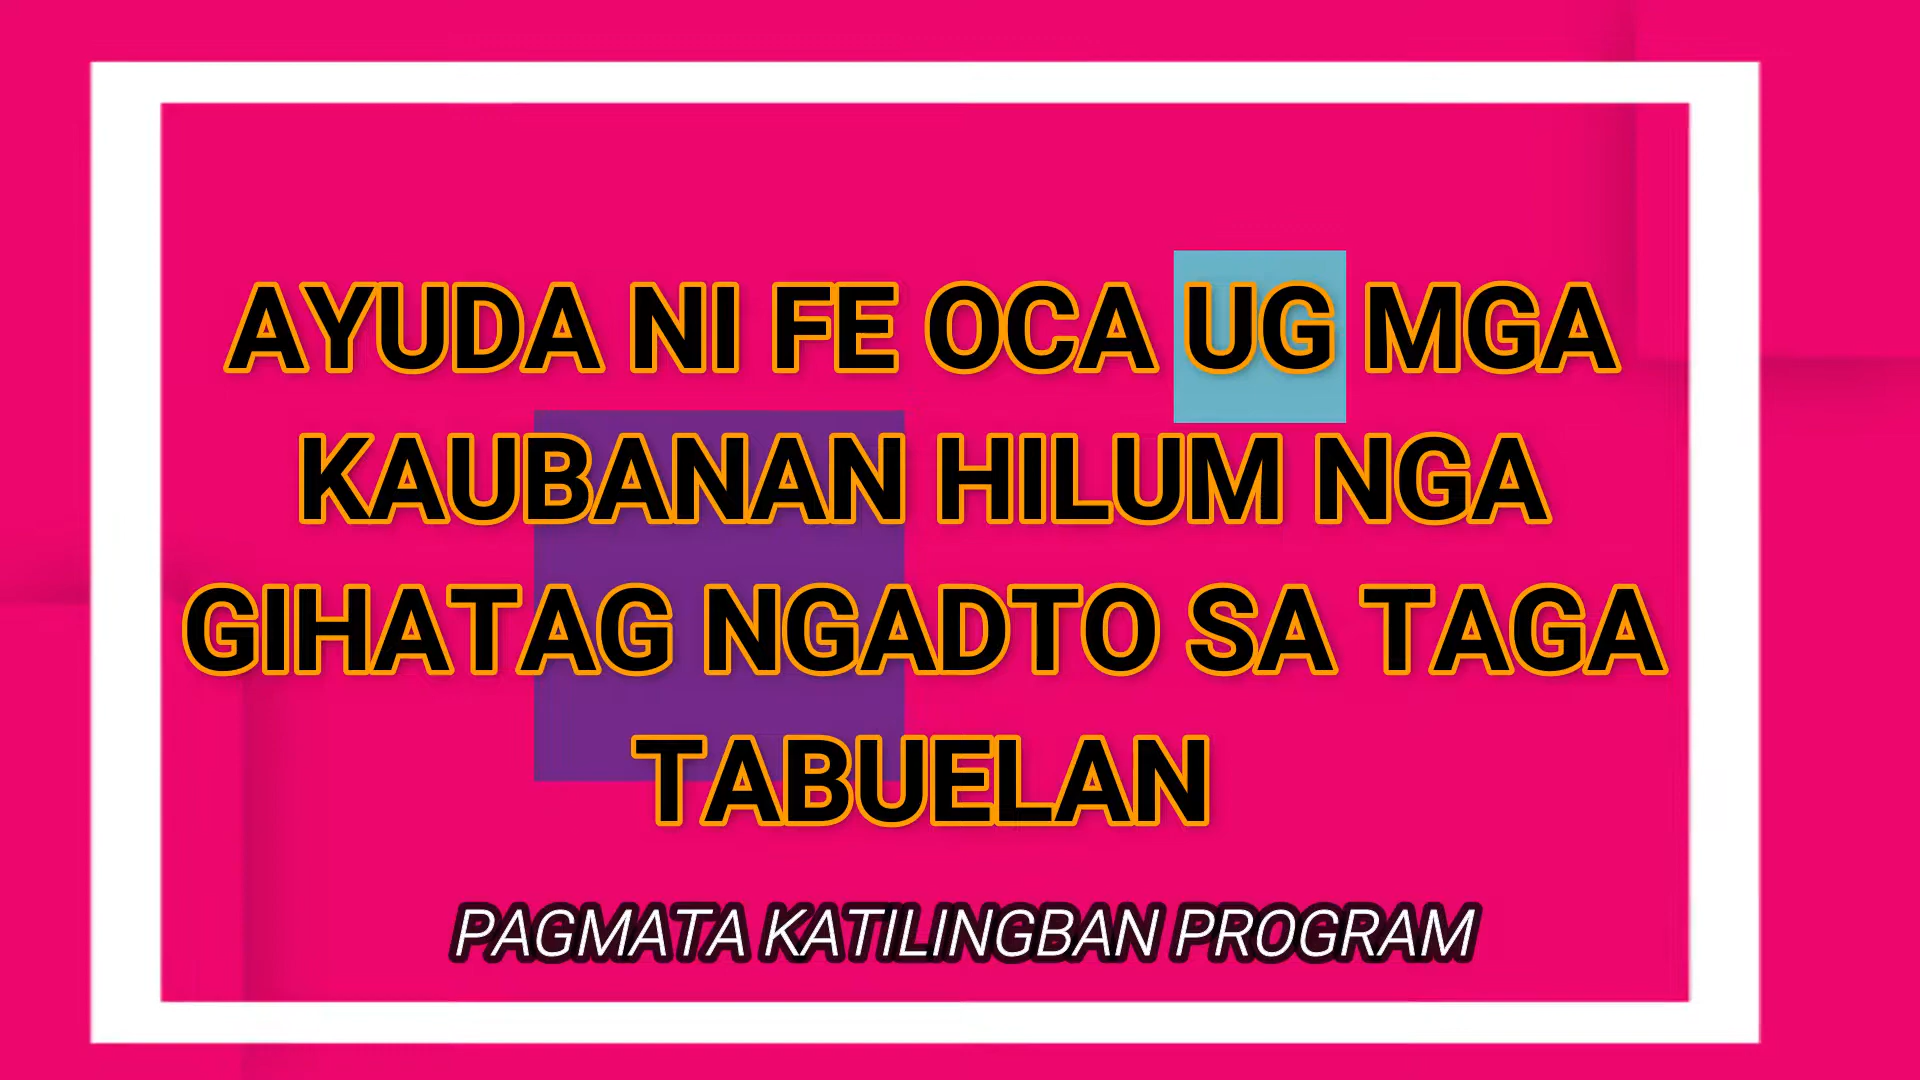 AYUDA NI FE OCA UG MGA
KAUBANAN HILUM NGA
GIHATAG NGADTO SA TAGA
TABUELAN
PAGMATA KATILINGBAN PROGRAM